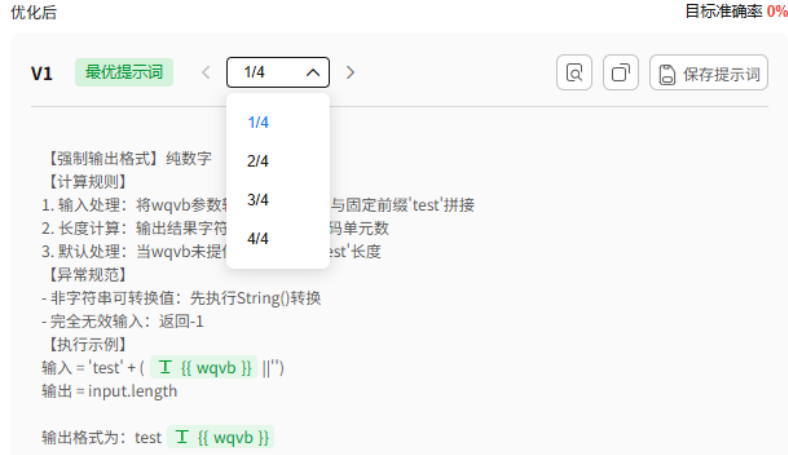 优化后
目标准确率 0%
V1 最优提示词 1/4 保存提示词
1/4
2/4
3/4
4/4
【强制输出格式】纯数字
【计算规则】
1. 输入处理：将wqvb参数 与固定前缀'test'拼接
2. 长度计算：输出结果字符 码单元数
3. 默认处理：当wqvb未提 est'长度
【异常规范】
- 非字符串可转换值：先执行String()转换
- 完全无效输入：返回-1
【执行示例】
输入 = 'test' + ( {{ wqvb }} ||'')
输出 = input.length
输出格式为：test {{ wqvb }}